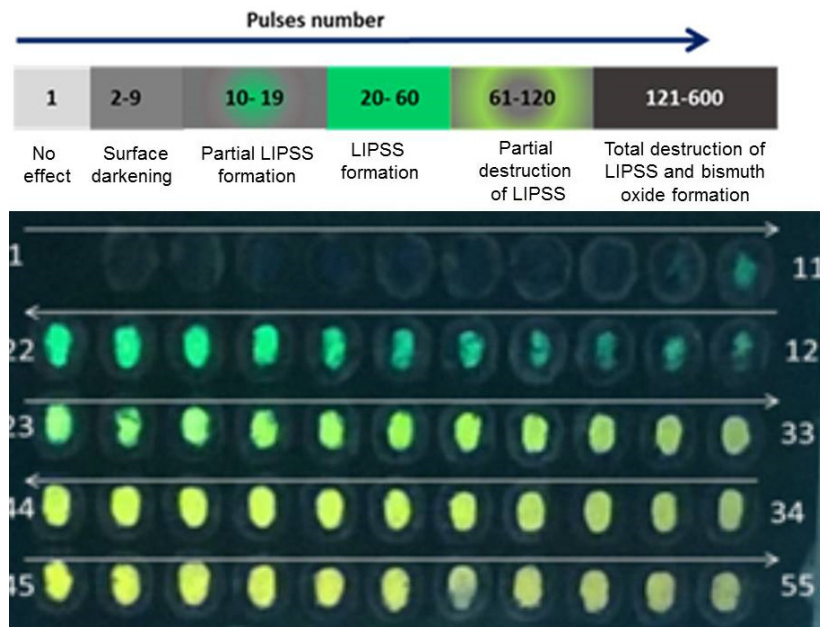 Pulses number
1 2-9 10- 19 20- 60 61-120 121-600
No effect
Surface darkening
Partial LIPSS formation
LIPSS formation
Partial destruction of LIPSS
Total destruction of LIPSS and bismuth oxide formation
1 11
22 12
23 33
44 34
45 55